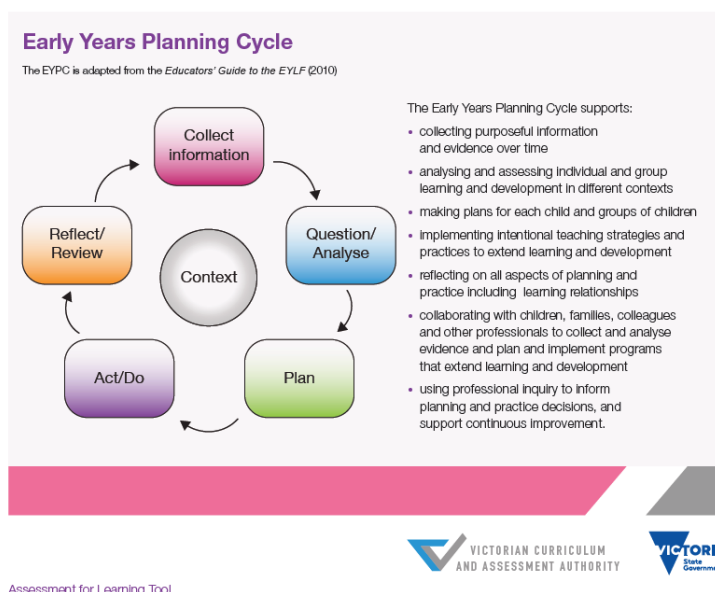 Early Years Planning Cycle
The EYPC is adapted from the Educators' Guide to the EYLF (2010)
Collect
information
Question/
Analyse
Plan
Act/Do
Reflect/
Review
Context
The Early Years Planning Cycle supports:
• collecting purposeful information
and evidence over time
• analysing and assessing individual and group
learning and development in different contexts
• making plans for each child and groups of children
• implementing intentional teaching strategies and
practices to extend learning and development
• reflecting on all aspects of planning and
practice including learning relationships
• collaborating with children, families, colleagues
and other professionals to collect and analyse
evidence and plan and implement programs
that extend learning and development
• using professional inquiry to inform
planning and practice decisions, and
support continuous improvement.
VICTORIAN CURRICULUM
AND ASSESSMENT AUTHORITY
State
Assessment for Learning Tool